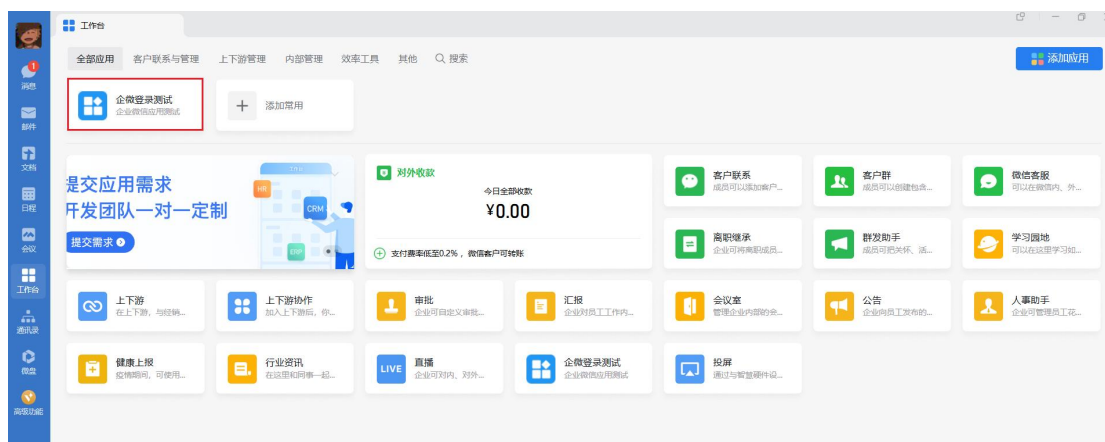 工作台
全部应用 客户联系与管理 上下游管理 内部管理 效率工具 其他 搜索
添加应用
1
消息
邮件
文档
日程
会议
工作台
通讯录
微盘
高级功能
企微登录测试
企业微信应用测试
添加常用
提交应用需求
开发团队一对一定制
提交需求
HR
CRM
ERP
对外收款
今日全部收款
¥0.00
支付费率低至0.2%，微信客户可转账
客户联系
成员可以添加客户...
客户群
成员可以创建包含...
微信客服
可以在微信内、外...
离职继承
企业可将离职成员...
群发助手
成员可把关怀、活...
学习园地
可以在这里学习如...
上下游
在上下游，与经销...
上下游协作
加入上下游后，你...
审批
企业可自定义审批...
汇报
企业对员工工作内...
会议室
管理企业内部的会...
公告
企业向员工发布的...
人事助手
企业可管理员工花...
健康上报
疫情期间，可使用...
行业资讯
在这里和同事一起...
LIVE
直播
企业可对内、对外...
企微登录测试
企业微信应用测试
投屏
通过与智慧硬件设...